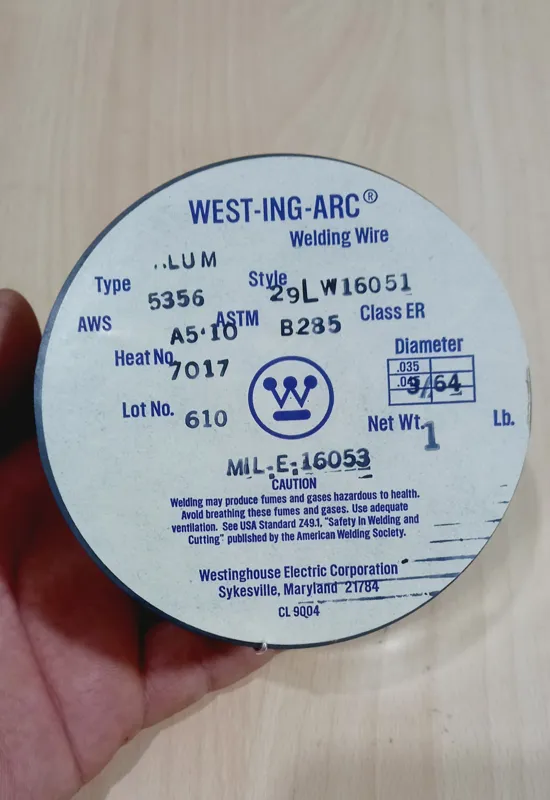 WEST-ING-ARC®
Welding Wire
..LUM
Type 5356 Style 29LW16051
AWS A5.10 ASTM B285 Class ER
Heat No. 7017
Diameter
.035
3/64
Lot No. 610
Net Wt. 1 Lb.
MIL-E-16053
CAUTION
Welding may produce fumes and gases hazardous to health.
Avoid breathing these fumes and gases. Use adequate
ventilation. See USA Standard Z49.1, "Safety in Welding and
Cutting" published by the American Welding Society.
Westinghouse Electric Corporation
Sykesville, Maryland 21784
CL 9004